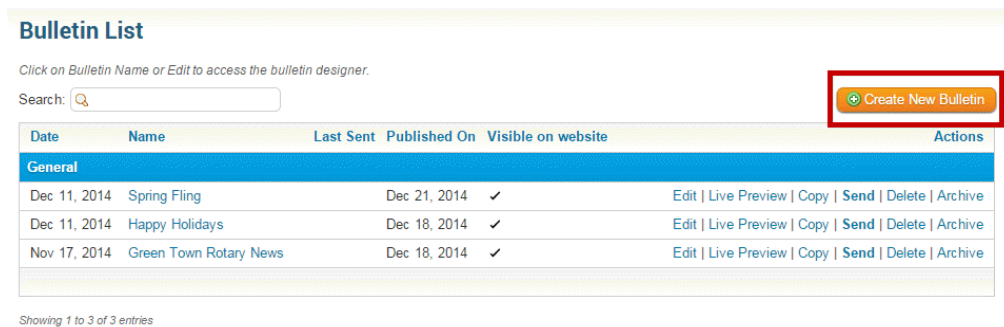 Bulletin List
Click on Bulletin Name or Edit to access the bulletin designer.
Search:
Create New Bulletin
Date Name Last Sent Published On Visible on website Actions
General
Dec 11, 2014 Spring Fling Dec 21, 2014 ✓ Edit | Live Preview | Copy | Send | Delete | Archive
Dec 11, 2014 Happy Holidays Dec 18, 2014 ✓ Edit | Live Preview | Copy | Send | Delete | Archive
Nov 17, 2014 Green Town Rotary News Dec 18, 2014 ✓ Edit | Live Preview | Copy | Send | Delete | Archive
Showing 1 to 3 of 3 entries